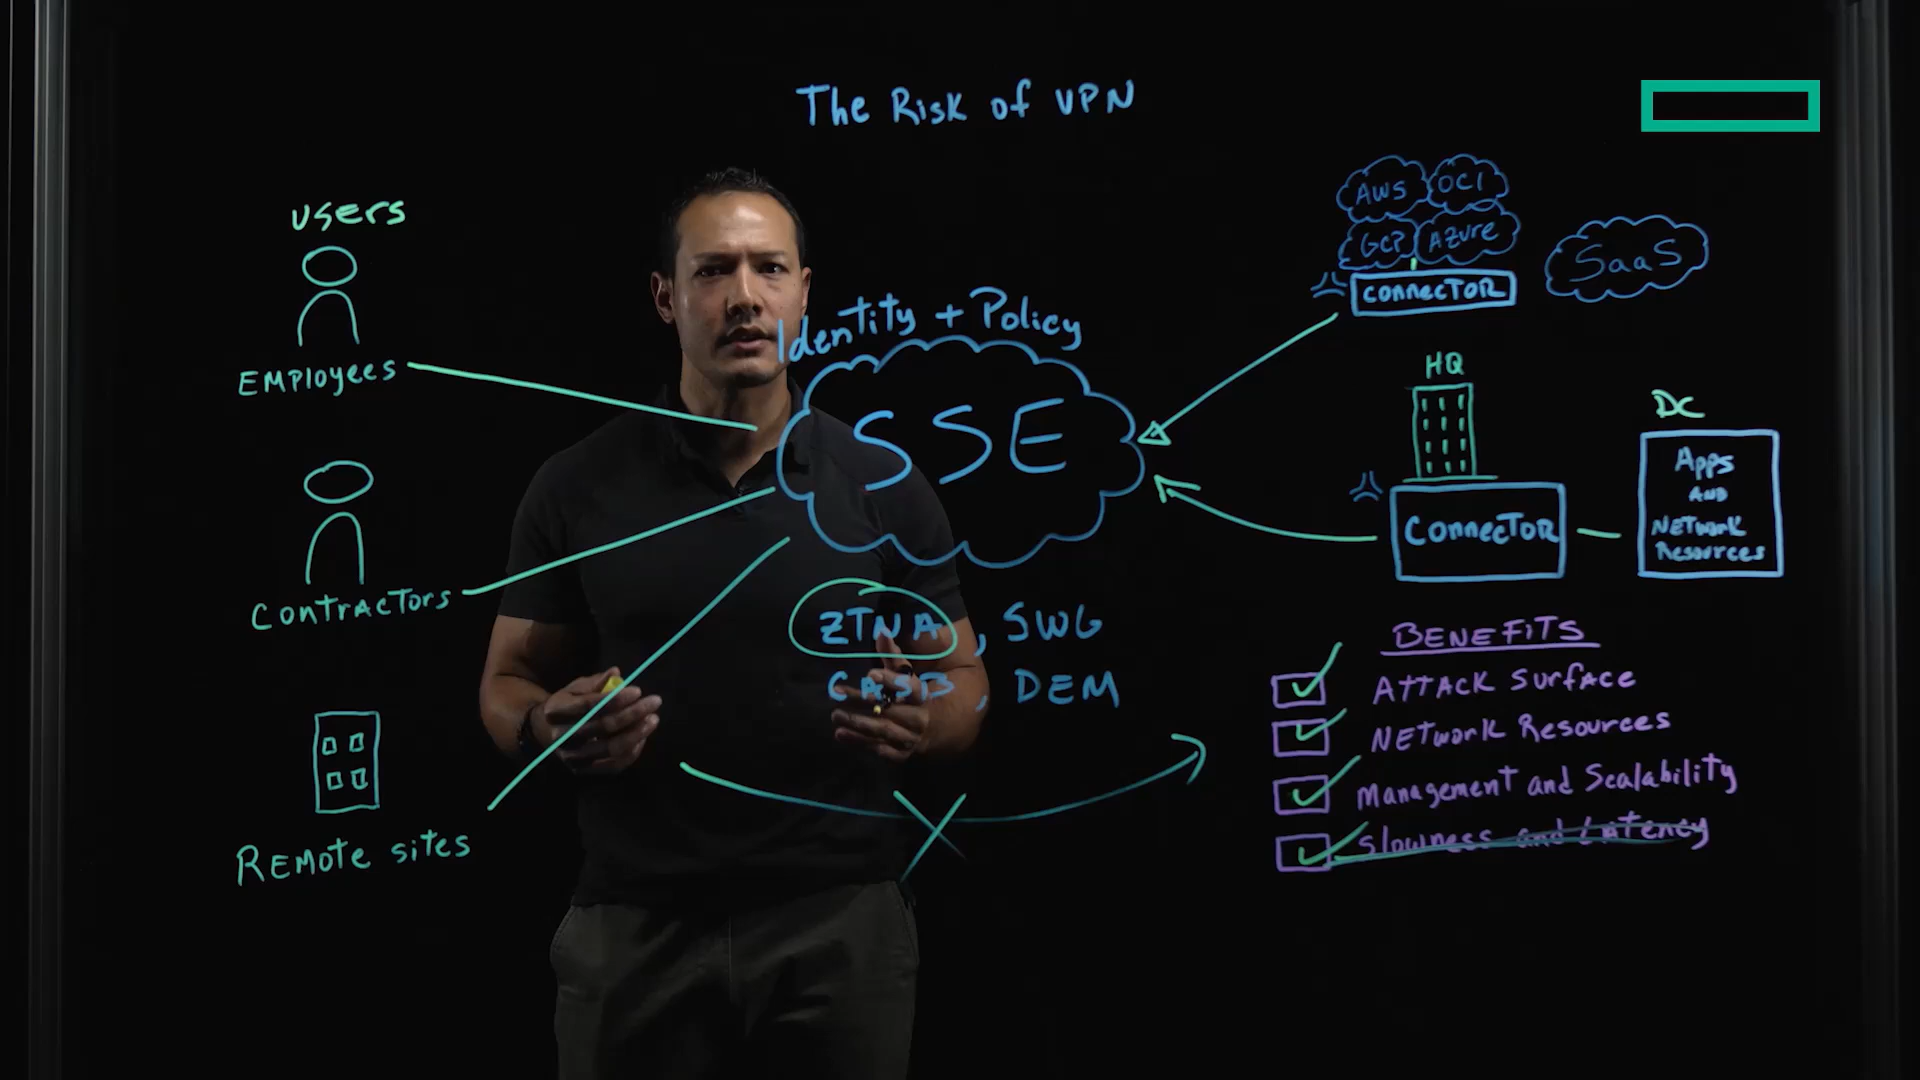 The Risk of VPN
Users
Employees
Contractors
Remote sites
Identity + Policy
SSE
ZTNA, SWG
CASB, DEM
AWS
OCI
GCP
Azure
Connector
SaaS
HQ
Connector
DC
Apps
and
Network
Resources
Benefits
Attack Surface
Network Resources
Management and Scalability
Slowness and Latency